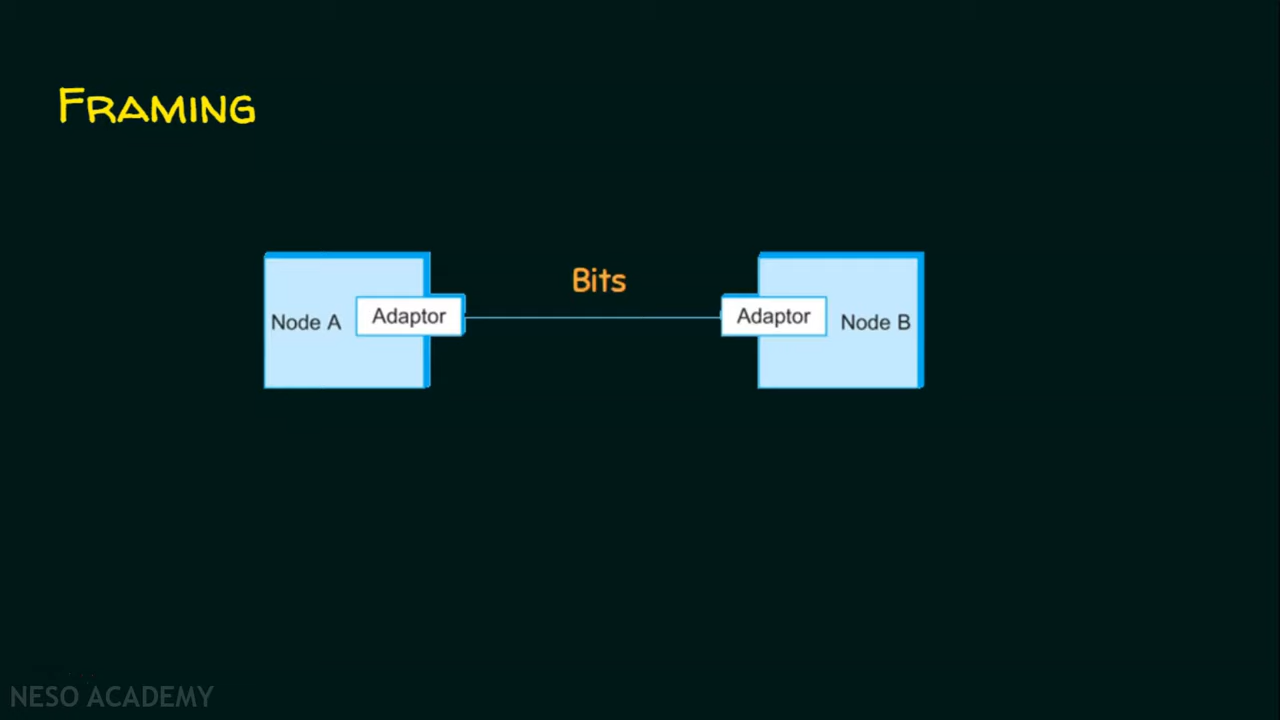 FRAMING
Bits
Node A
Adaptor
Adaptor
Node B
NESO ACADEMY